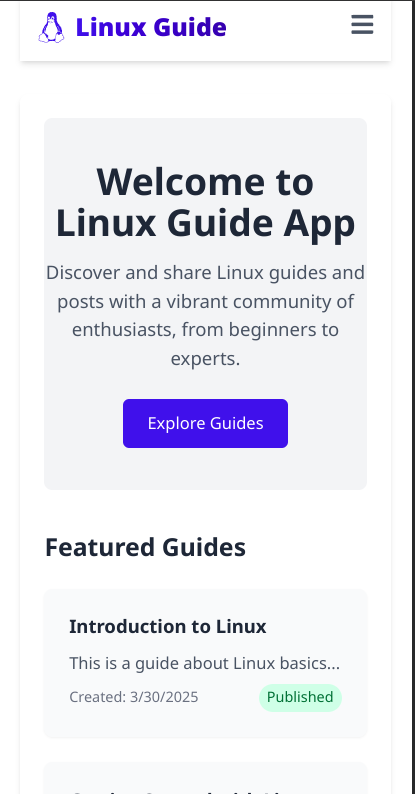 Linux Guide
Welcome to
Linux Guide App
Discover and share Linux guides and
posts with a vibrant community of
enthusiasts, from beginners to
experts.
Explore Guides
Featured Guides
Introduction to Linux
This is a guide about Linux basics...
Created: 3/30/2025
Published